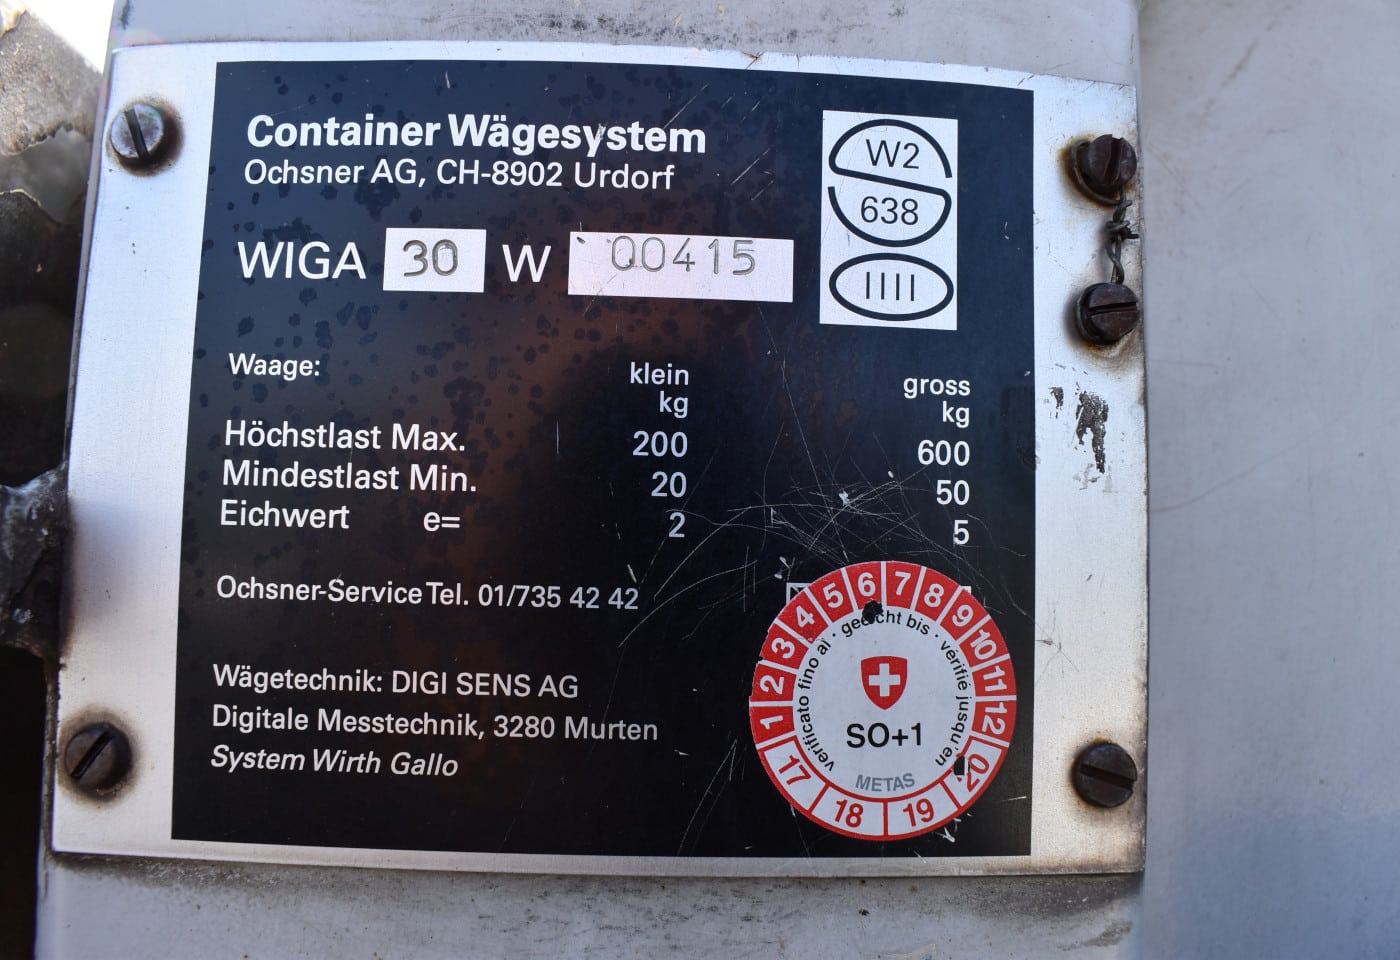 Container Wägesystem
Ochsner AG, CH-8902 Urdorf
WIGA 30 W 00415
W2
638
IIII
Waage: klein gross
kg kg
Höchstlast Max. 200 600
Mindestlast Min. 20 50
Eichwert e= 2 5
Ochsner-Service Tel. 01/735 42 42
Wägetechnik: DIGI SENS AG
Digitale Messtechnik, 3280 Murten
System Wirth Gallo
1 2 3 4 5 6 7 8 9 10 11 12
verificato fino al · geeicht bis · vérifié jusqu'en
SO+1
METAS
17 18 19 20